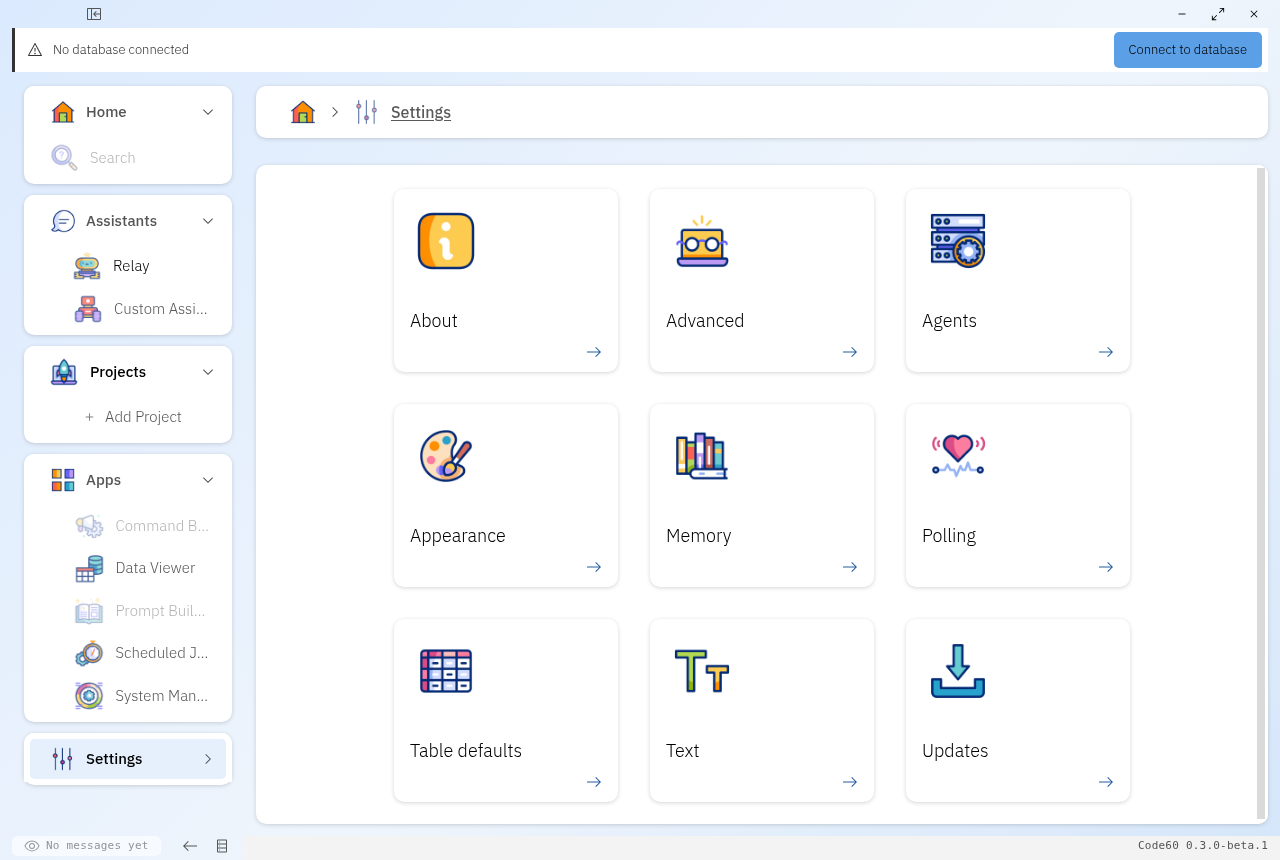 No database connected
Connect to database
Home
Search
Assistants
Relay
Custom Assi...
Projects
+ Add Project
Apps
Command B...
Data Viewer
Prompt Buil...
Scheduled J...
System Man...
Settings
Settings
About
Advanced
Agents
Appearance
Memory
Polling
Table defaults
Text
Updates
No messages yet
Code60 0.3.0-beta.1